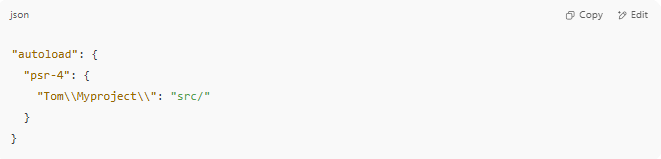 json
Copy
Edit
"autoload": {
  "psr-4": {
    "Tom\\Myproject\\": "src/"
  }
}